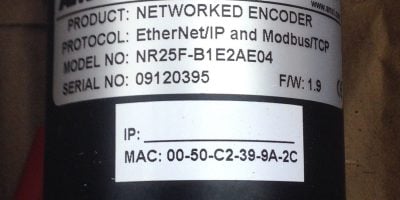 PRODUCT: NETWORKED ENCODER
PROTOCOL: EtherNet/IP and Modbus/TCP
MODEL NO: NR25F-B1E2AE04
SERIAL NO: 09120395
F/W: 1.9
IP:
MAC: 00-50-C2-39-9A-2C